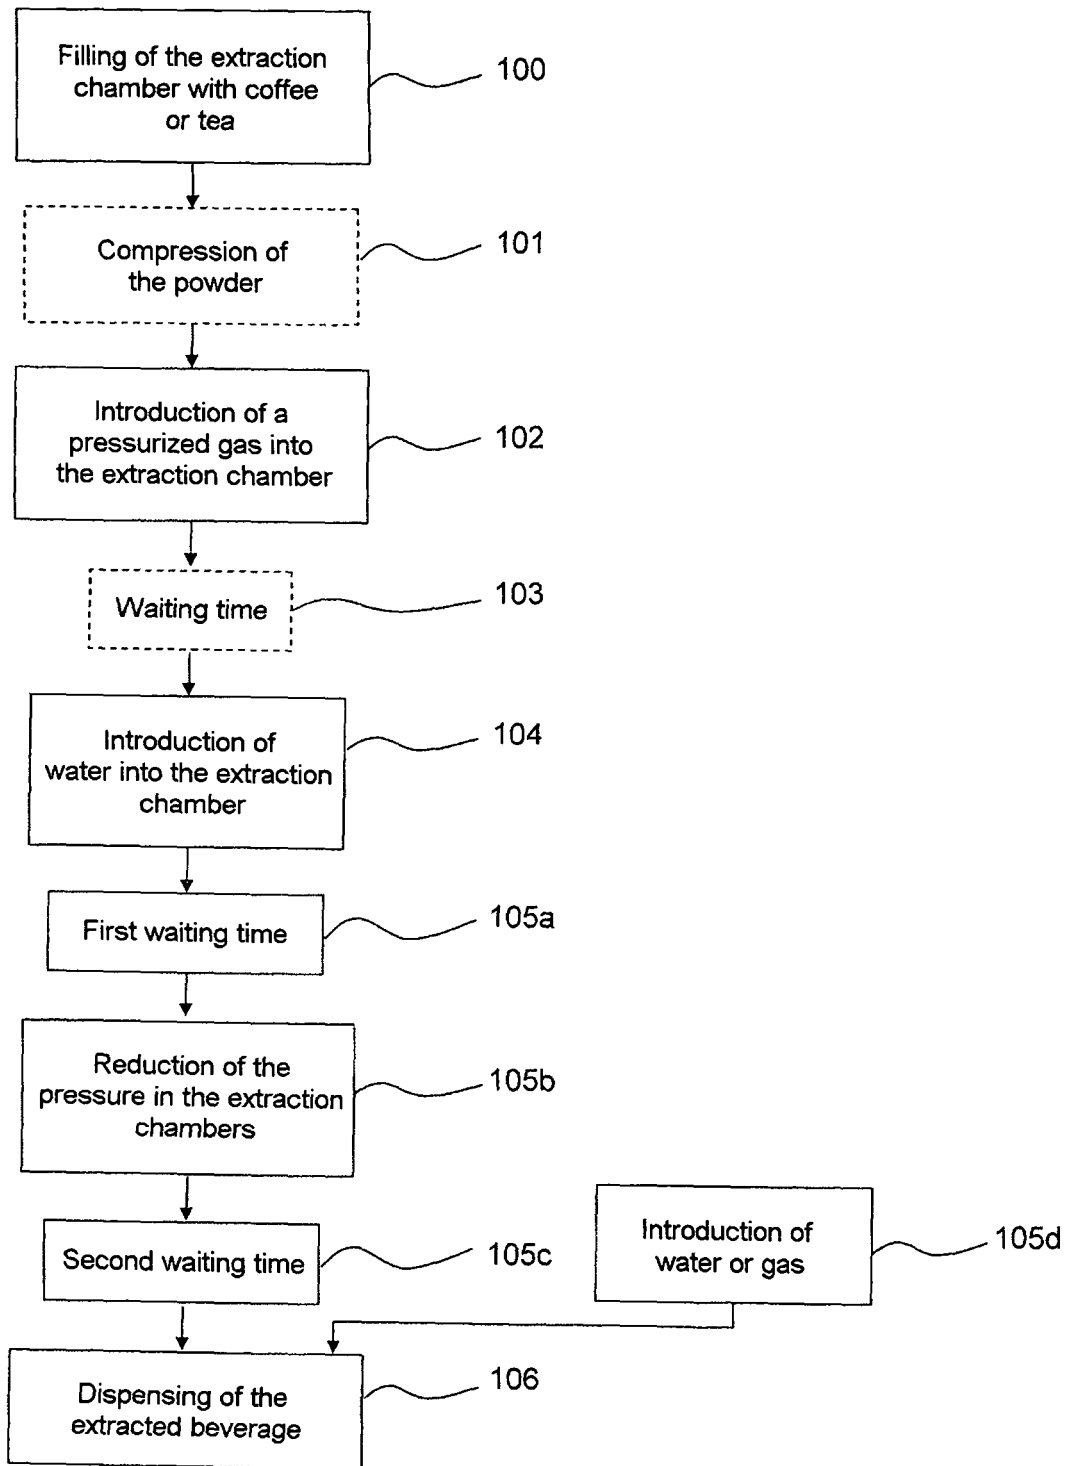 Filling of the extraction
chamber with coffee
or tea
100
Compression of
the powder
101
Introduction of a
pressurized gas into
the extraction chamber
102
Waiting time
103
Introduction of
water into the extraction
chamber
104
First waiting time
105a
Reduction of the
pressure in the extraction
chambers
105b
Second waiting time
105c
Introduction of
water or gas
105d
Dispensing of the
extracted beverage
106